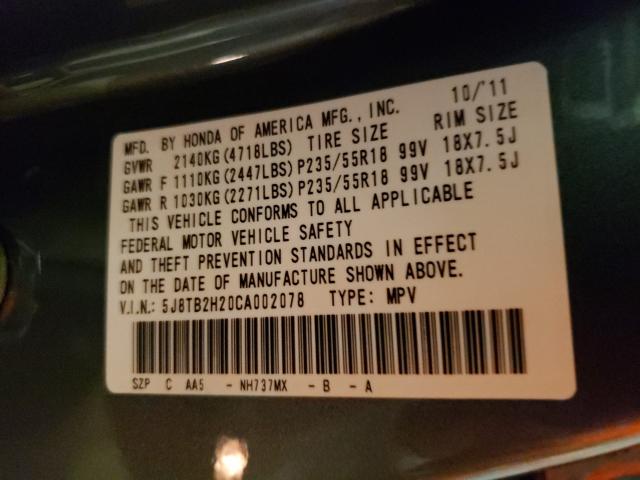 MFD. BY HONDA OF AMERICA MFG., INC. 10/'11
GVWR 2140KG(4718LBS) TIRE SIZE RIM SIZE
GAWR F 1110KG(2447LBS)P235/55R18 99V 18X7.5J
GAWR R 1030KG(2271LBS)P235/55R18 99V 18X7.5J
THIS VEHICLE CONFORMS TO ALL APPLICABLE
FEDERAL MOTOR VEHICLE SAFETY
AND THEFT PREVENTION STANDARDS IN EFFECT
ON THE DATE OF MANUFACTURE SHOWN ABOVE.
V.I.N.: 5J8TB2H20CA002078 TYPE: MPV
SZP C AA5 - NH737MX - B - A